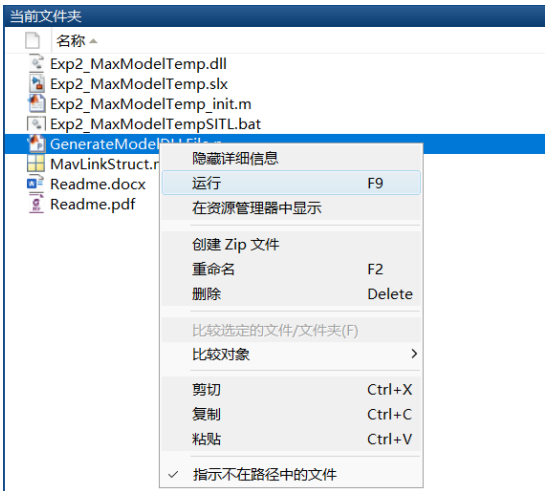 当前文件夹
名称
Exp2_MaxModelTemp.dll
Exp2_MaxModelTemp.slx
Exp2_MaxModelTemp_init.m
Exp2_MaxModelTempSITL.bat
GenerateModelDLLFile.p
MavLinkStruct.
Readme.docx
Readme.pdf
隐藏详细信息
运行 F9
在资源管理器中显示
创建 Zip 文件
重命名 F2
删除 Delete
比较选定的文件/文件夹(F)
比较对象
剪切 Ctrl+X
复制 Ctrl+C
粘贴 Ctrl+V
指示不在路径中的文件